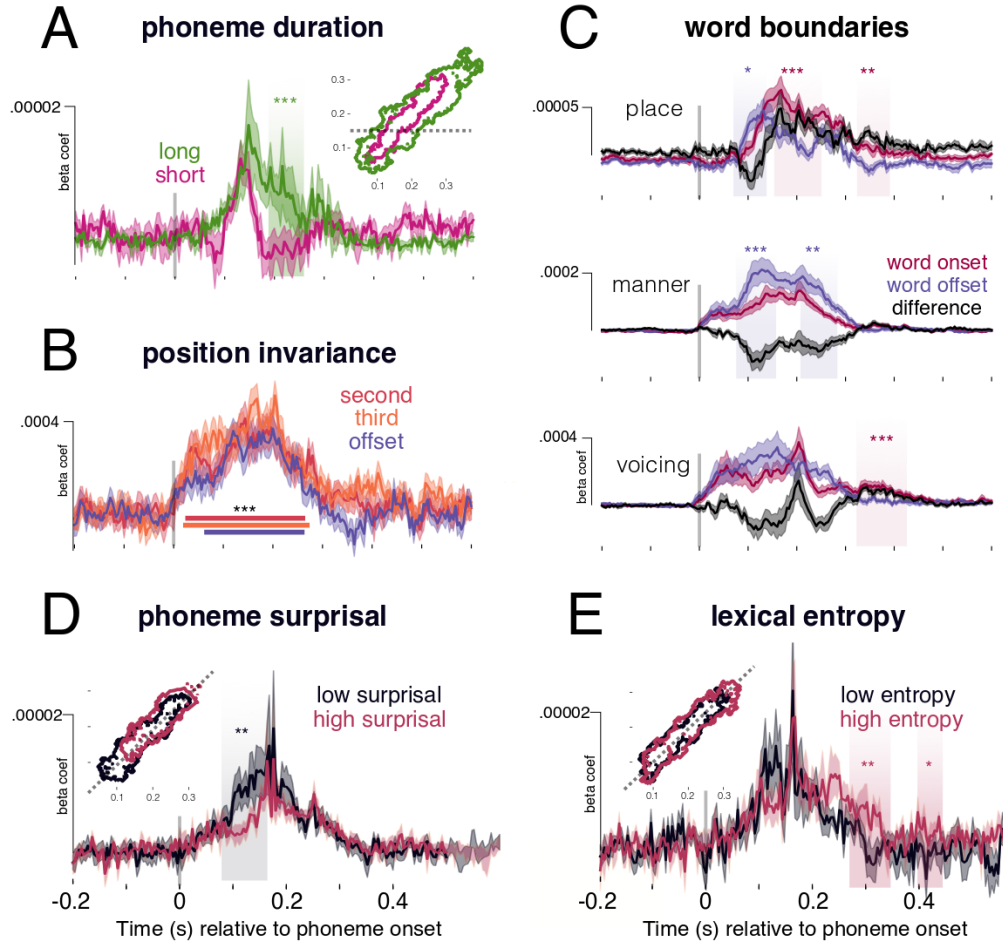 A
phoneme duration
.00002
beta coef
long
short
***
0.3
0.2
0.1
0.1
0.3
B
position invariance
.0004
beta coef
second
third
offset
***
C
word boundaries
*
***
**
.00005
place
***
**
.0002
manner
word onset
word offset
difference
.0004
beta coef
voicing
***
D
phoneme surprisal
.00002
beta coef
low surprisal
high surprisal
**
0.1
0.2
0.3
-0.2
0
0.2
0.4
Time (s) relative to phoneme onset
E
lexical entropy
.00002
beta coef
low entropy
high entropy
**
*
0.1
0.2
0.3
-0.2
0
0.2
0.4
Time (s) relative to phoneme onset